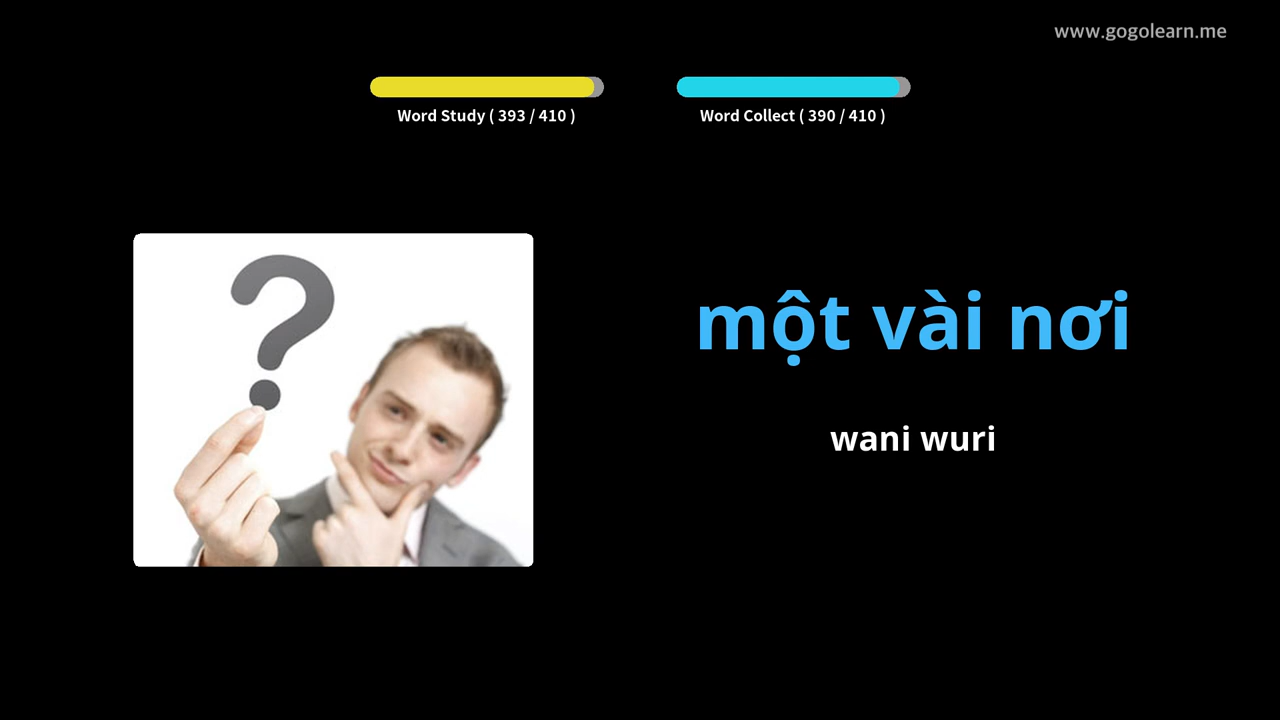 www.gogolearn.me
Word Study ( 393 / 410 )
Word Collect ( 390 / 410 )
một vài nơi
wani wuri